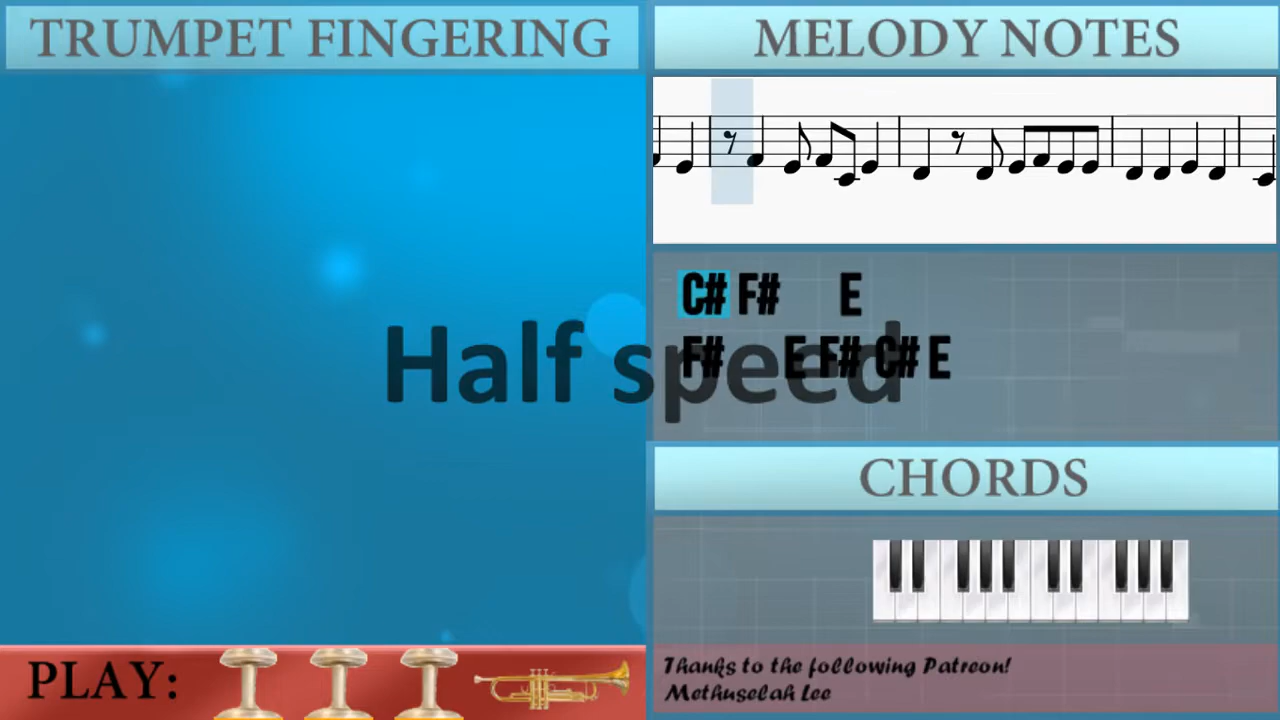 TRUMPET FINGERING
MELODY NOTES
C# F# E
F# E F# C# E
Half speed
CHORDS
PLAY:
Thanks to the following Patreon!
Methuselah Lee